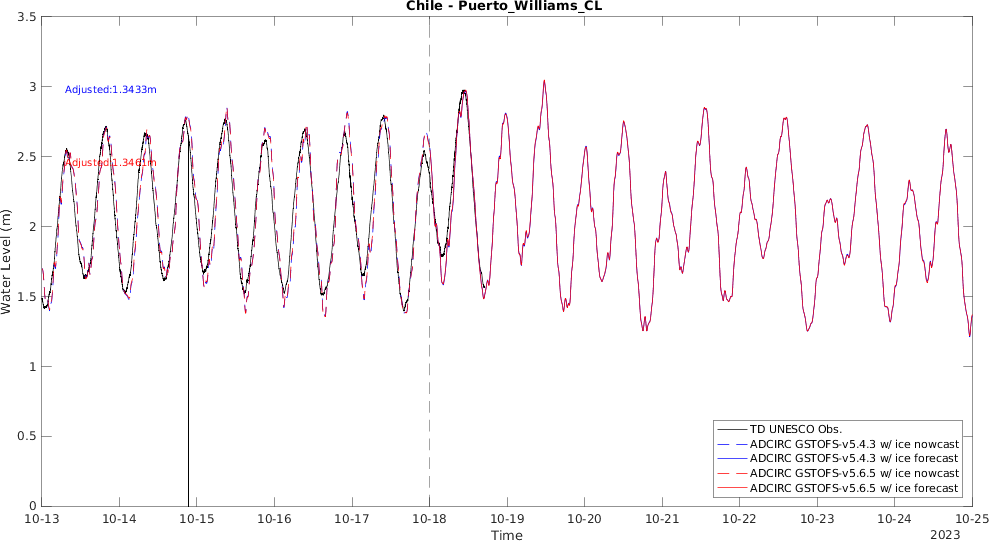 Chile - Puerto_Williams_CL
3.5
3
2.5
2
1.5
1
0.5
0
Water Level (m)
Adjusted:1.3433m
Adjusted:1.3461m
TD UNESCO Obs.
ADCIRC GSTOFS-v5.4.3 w/ ice nowcast
ADCIRC GSTOFS-v5.4.3 w/ ice forecast
ADCIRC GSTOFS-v5.6.5 w/ ice nowcast
ADCIRC GSTOFS-v5.6.5 w/ ice forecast
10-13 10-14 10-15 10-16 10-17 10-18 10-19 10-20 10-21 10-22 10-23 10-24 10-25
Time
2023